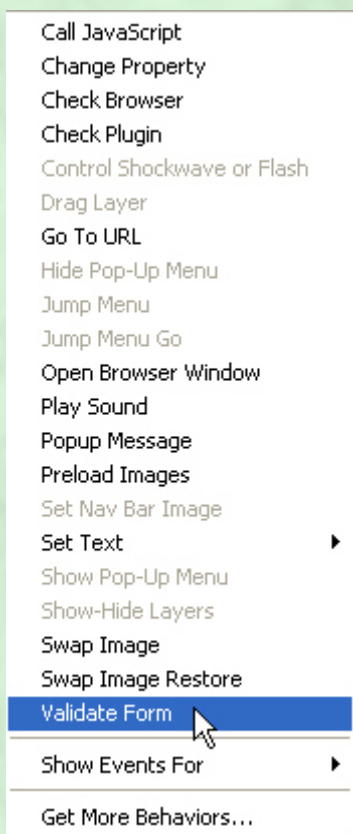 Call JavaScript
Change Property
Check Browser
Check Plugin
Control Shockwave or Flash
Drag Layer
Go To URL
Hide Pop-Up Menu
Jump Menu
Jump Menu Go
Open Browser Window
Play Sound
Popup Message
Preload Images
Set Nav Bar Image
Set Text
Show Pop-Up Menu
Show-Hide Layers
Swap Image
Swap Image Restore
Validate Form
Show Events For
Get More Behaviors...